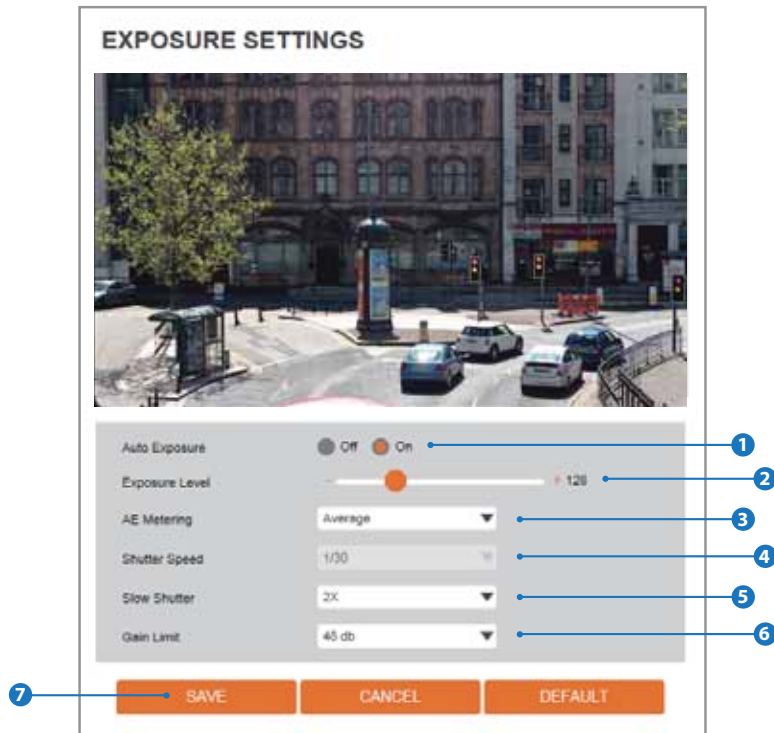 EXPOSURE SETTINGS
Auto Exposure Off On 1
Exposure Level - + 128 2
AE Metering Average 3
Shutter Speed 1/30 4
Slow Shutter 2X 5
Gain Limit 48 db 6
7 SAVE CANCEL DEFAULT